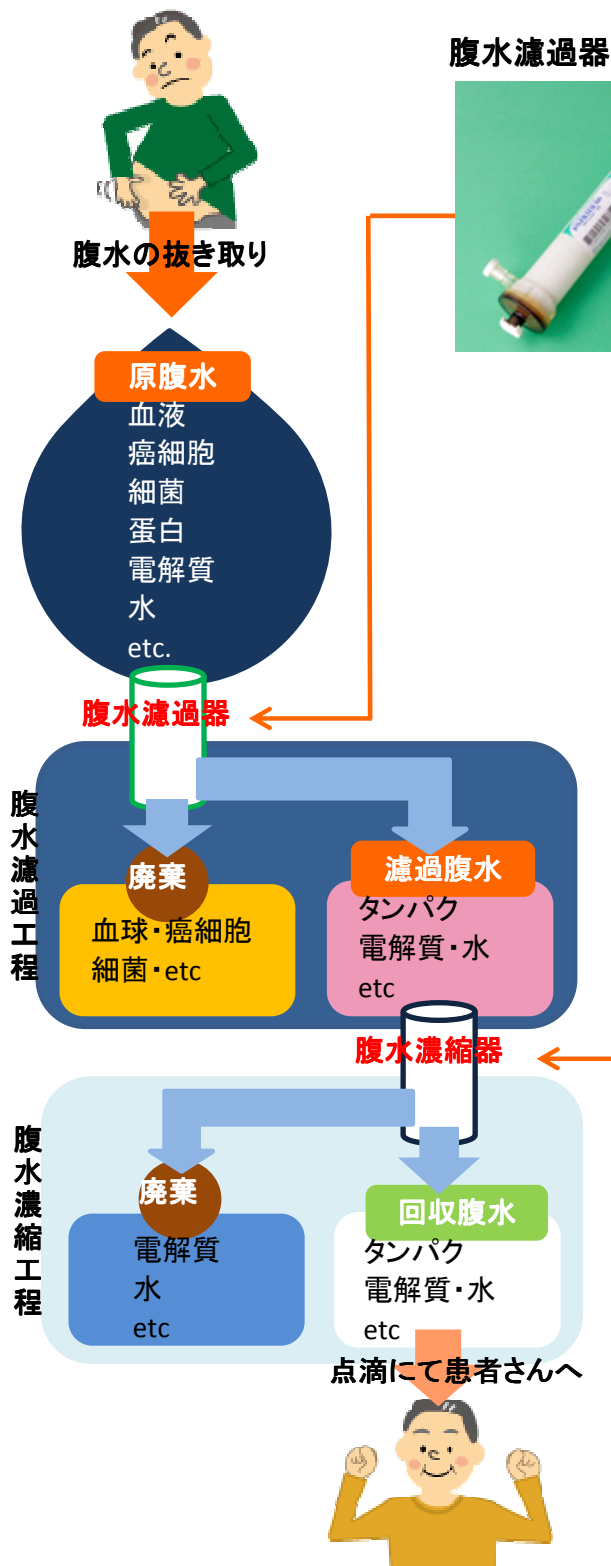 腹水濾過器
腹水の抜き取り
原腹水
血液
癌細胞
細菌
蛋白
電解質
水
etc.
腹水濾過器
腹水濾過工程
廃棄
血球・癌細胞
細菌・etc
濾過腹水
タンパク
電解質・水
etc
腹水濃縮器
腹水濃縮工程
廃棄
電解質
水
etc
回収腹水
タンパク
電解質・水
etc
点滴にて患者さんへ